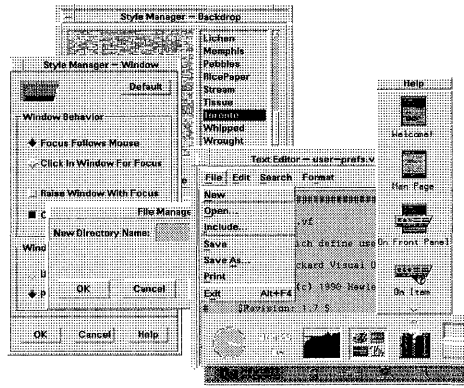 Style Manager – Backdrop
Lichen
Memphis
Pebbles
RicePaper
Stream
Tissue
Toronto
Whipped
Wrought
Style Manager – Window
Default
Window Behavior
Focus Follows Mouse
Click In Window For Focus
Raise Window With Focus
OK Cancel Help
File Manage
New Directory Name:
OK Cancel
Text Editor – user-prefs.v
File Edit Search Format
New
Open...
Include...
Save
Save As...
Print
Exit Alt+F4
.vf
ich define use
ckard Visual U
(c) 1990 Hewle
# $Revision: 1.7 $
Help
Welcome!
Man Page
On Front Panel
On Item